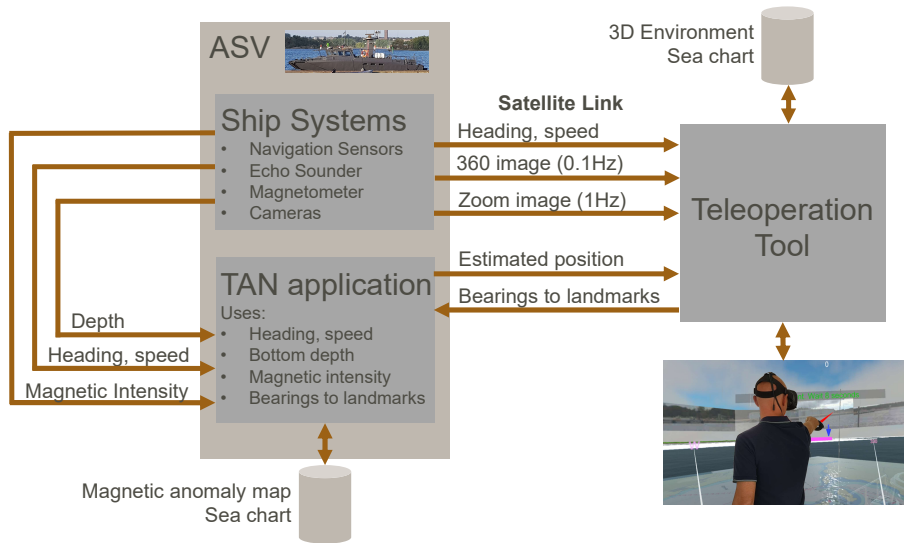 ASV
3D Environment
Sea chart
Ship Systems
• Navigation Sensors
• Echo Sounder
• Magnetometer
• Cameras
Satellite Link
Heading, speed
360 image (0.1Hz)
Zoom image (1Hz)
Teleoperation
Tool
TAN application
Uses:
• Heading, speed
• Bottom depth
• Magnetic intensity
• Bearings to landmarks
Estimated position
Bearings to landmarks
Depth
Heading, speed
Magnetic Intensity
Magnetic anomaly map
Sea chart
0